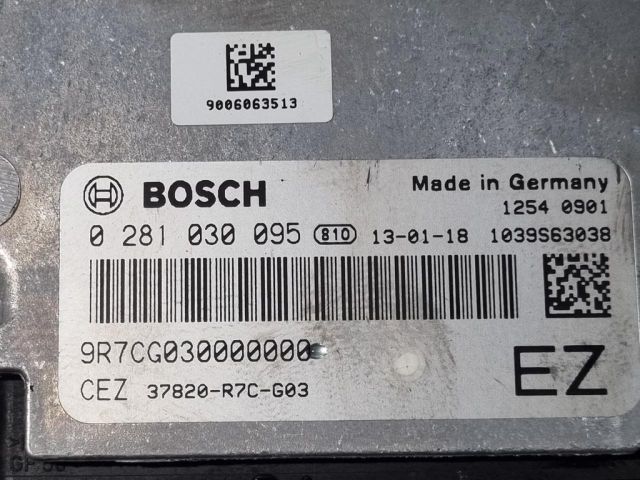 9006063513
BOSCH
Made in Germany
1254 0901
0 281 030 095 810 13-01-18 1039S63038
9R7CG030000000
CEZ 37820-R7C-G03
EZ